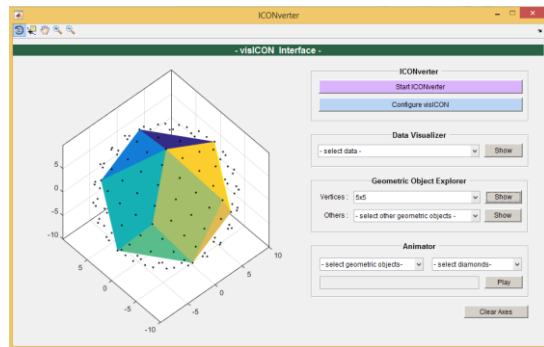 ICONverter
- visICON Interface -
ICONverter
Start ICONverter
Configure visICON
Data Visualizer
- select data -
Show
Geometric Object Explorer
Vertices : 5x5 Show
Others : - select other geometric objects - Show
Animator
- select geometric objects- - select diamonds-
Play
Clear Axes
5
0
-5
-10
5
0
-5
-10
-5
0
5
10